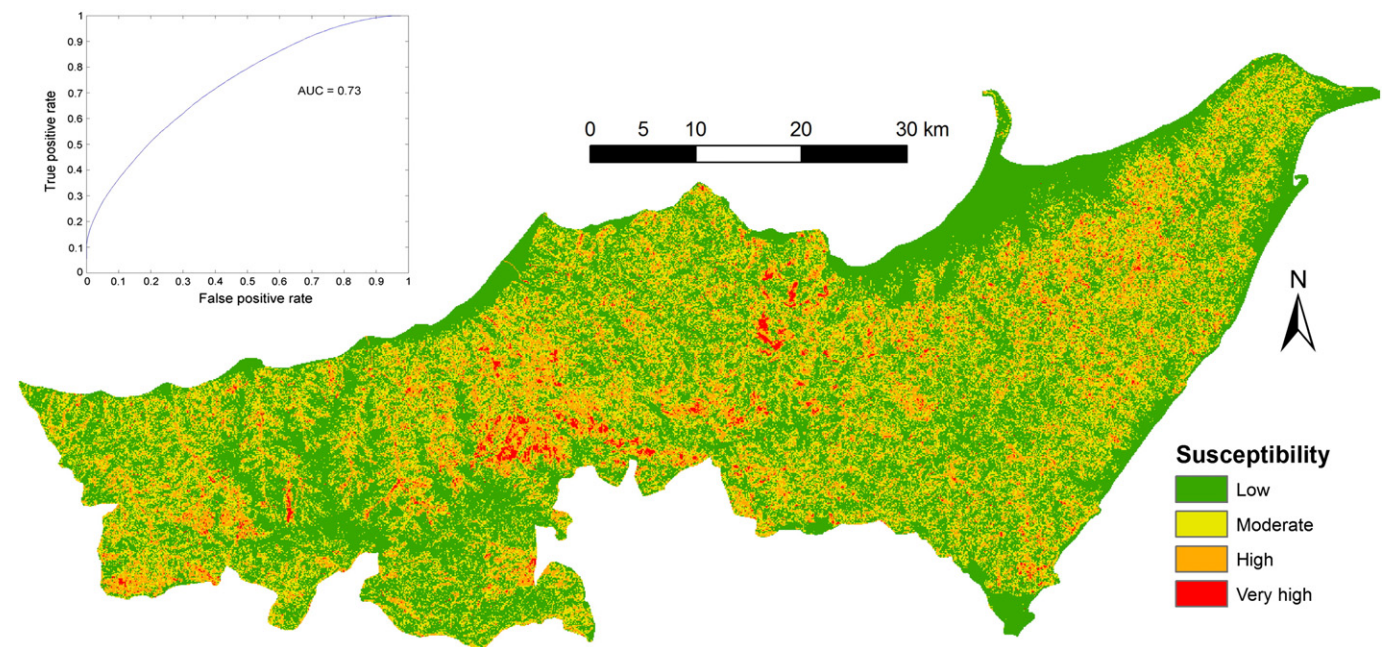 1
0.9
0.8
0.7
0.6
0.5
0.4
0.3
0.2
0.1
0
True positive rate
AUC = 0.73
0 0.1 0.2 0.3 0.4 0.5 0.6 0.7 0.8 0.9 1
False positive rate
0 5 10 20 30 km
N
Susceptibility
Low
Moderate
High
Very high